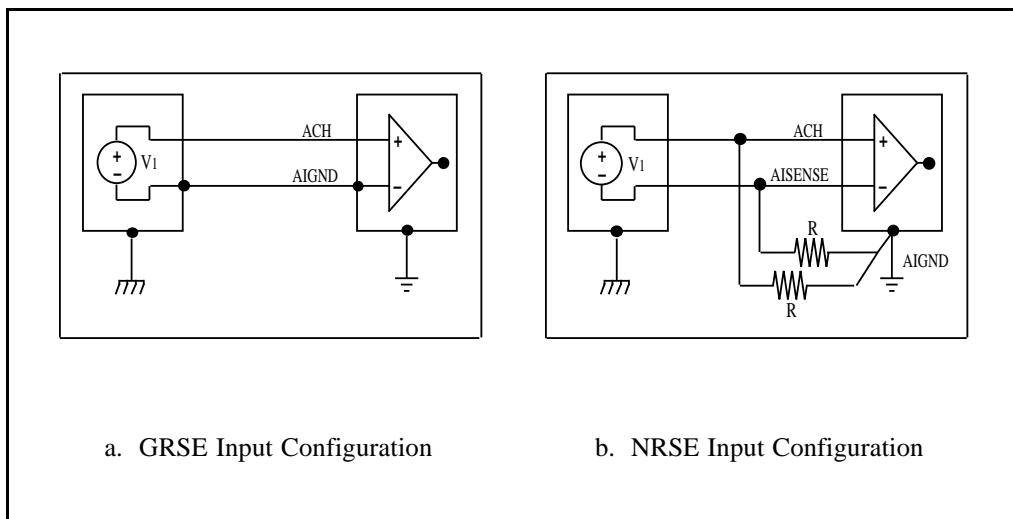 ACH
+
+
V1
−
AIGND
−
ACH
+
+
V1
−
AISENSE
−
R
AIGND
R
a. GRSE Input Configuration
b. NRSE Input Configuration